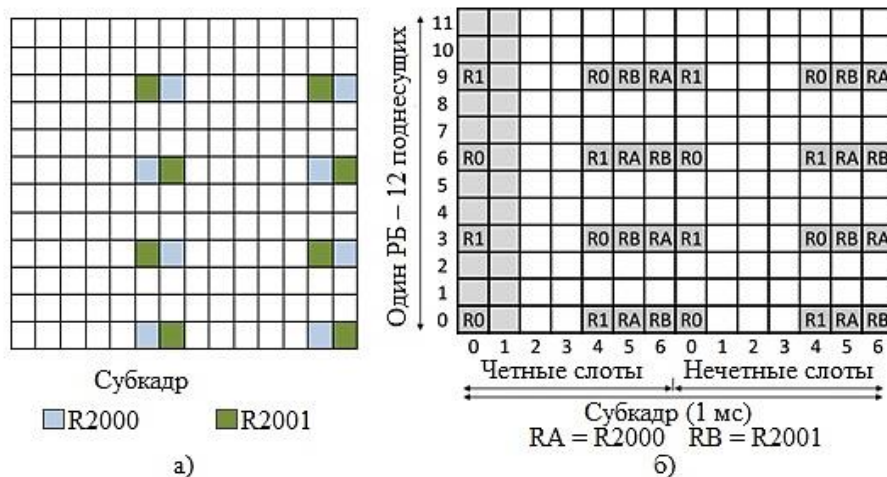 Субкадр
R2000 R2001
а)
Один РБ – 12 поднесущих
11
10
9 R1 R0 RB RA R1 R0 RB RA
8
7
6 R0 R1 RA RB R0 R1 RA RB
5
4
3 R1 R0 RB RA R1 R0 RB RA
2
1
0 R0 R1 RA RB R0 R1 RA RB
0 1 2 3 4 5 6 0 1 2 3 4 5 6
Четные слоты Нечетные слоты
Субкадр (1 мс)
RA = R2000 RB = R2001
б)